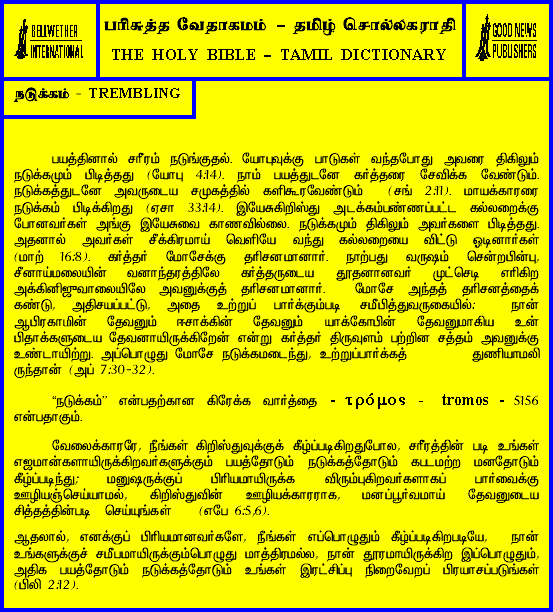 BELLWETHER
INTERNATIONAL
பரிசுத்த வேதாகமம் - தமிழ் சொல்லகராதி
THE HOLY BIBLE – TAMIL DICTIONARY
GOOD NEWS
PUBLISHERS
நடுக்கம் - TREMBLING
பயத்தினால் சரீரம் நடுங்குதல். யோபுவுக்கு பாடுகள் வந்தபோது அவரை திகிலும்
நடுக்கமும் பிடித்தது (யோபு 4:14). நாம் பயத்துடனே கர்த்தரை சேவிக்க வேண்டும்.
நடுக்கத்துடனே அவருடைய சமுகத்தில் களிகூரவேண்டும் (சங் 2:11). மாயக்காரரை
நடுக்கம் பிடிக்கிறது (ஏசா 33:14). இயேசுகிறிஸ்து அடக்கம்பண்ணப்பட்ட கல்லறைக்கு
போனவர்கள் அங்கு இயேசுவை காணவில்லை. நடுக்கமும் திகிலும் அவர்களை பிடித்தது.
அதனால் அவர்கள் சீக்கிரமாய் வெளியே வந்து கல்லறையை விட்டு ஓடினார்கள்
(மாற் 16:8). கர்த்தர் மோசேக்கு தரிசனமானார். நாற்பது வருஷம் சென்றபின்பு,
சீனாய்மலையின் வனாந்தரத்திலே கர்த்தருடைய தூதனானவர் முட்செடி எரிகிற
அக்கினிஜுவாலையிலே அவனுக்குத் தரிசனமானார். மோசே அந்தத் தரிசனத்தைக்
கண்டு, அதிசயப்பட்டு, அதை உற்றுப் பார்க்கும்படி சமீபித்துவருகையில்: நான்
ஆபிரகாமின் தேவனும் ஈசாக்கின் தேவனும் யாக்கோபின் தேவனுமாகிய உன்
பிதாக்களுடைய தேவனாயிருக்கிறேன் என்று கர்த்தர் திருவுளம் பற்றின சத்தம் அவனுக்கு
உண்டாயிற்று. அப்பொழுது மோசே நடுக்கமடைந்து, உற்றுப்பார்க்கத் துணியாமலி
ருந்தான் (அப் 7:30-32).
“நடுக்கம்” என்பதற்கான கிரேக்க வார்த்தை - τρόμος - tromos - 5156
என்பதாகும்.
வேலைக்காரரே, நீங்கள் கிறிஸ்துவுக்குக் கீழ்ப்படிகிறதுபோல, சரீரத்தின் படி உங்கள்
எஜமான்களாயிருக்கிறவர்களுக்கும் பயத்தோடும் நடுக்கத்தோடும் கபடமற்ற மனதோடும்
கீழ்ப்படிந்து; மனுஷருக்குப் பிரியமாயிருக்க விரும்புகிறவர்களாகப் பார்வைக்கு
ஊழியஞ்செய்யாமல், கிறிஸ்துவின் ஊழியக்காரராக, மனப்பூர்வமாய் தேவனுடைய
சித்தத்தின்படி செய்யுங்கள் (எபே 6:5,6).
ஆதலால், எனக்குப் பிரியமானவர்களே, நீங்கள் எப்பொழுதும் கீழ்ப்படிகிறபடியே, நான்
உங்களுக்குச் சமீபமாயிருக்கும்பொழுது மாத்திரமல்ல, நான் தூரமாயிருக்கிற இப்பொழுதும்,
அதிக பயத்தோடும் நடுக்கத்தோடும் உங்கள் இரட்சிப்பு நிறைவேறப் பிரயாசப்படுங்கள்
(பிலி 2:12).